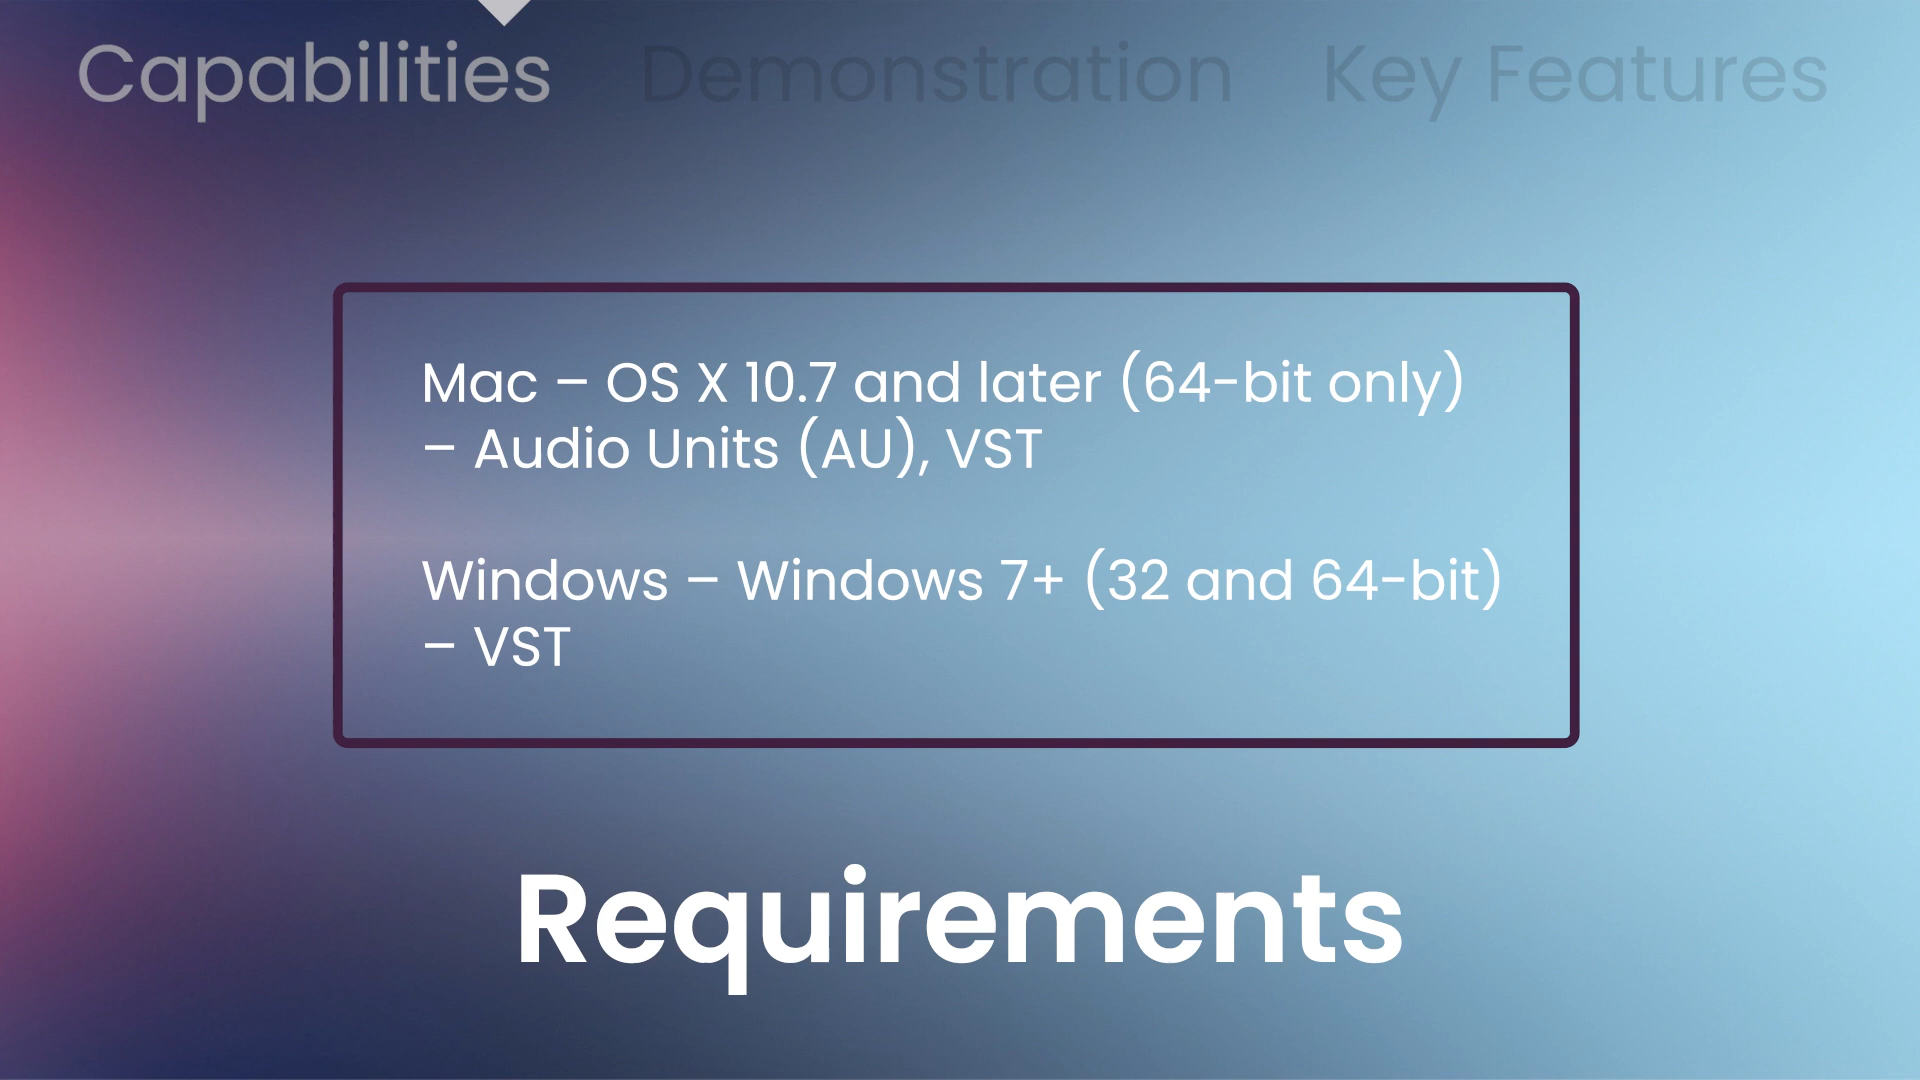 Capabilities Demonstration Key Features
Mac – OS X 10.7 and later (64-bit only)
– Audio Units (AU), VST
Windows – Windows 7+ (32 and 64-bit)
– VST
Requirements